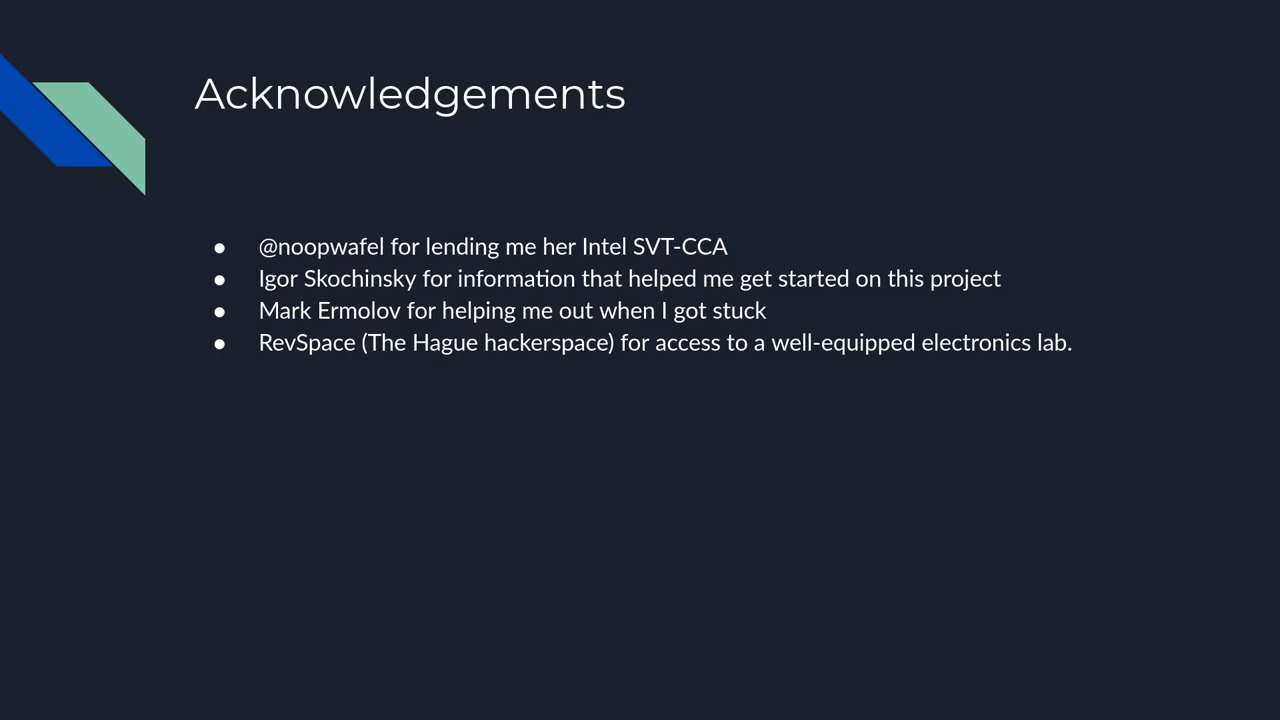 Acknowledgements
● @noopwafel for lending me her Intel SVT-CCA
● Igor Skochinsky for information that helped me get started on this project
● Mark Ermolov for helping me out when I got stuck
● RevSpace (The Hague hackerspace) for access to a well-equipped electronics lab.